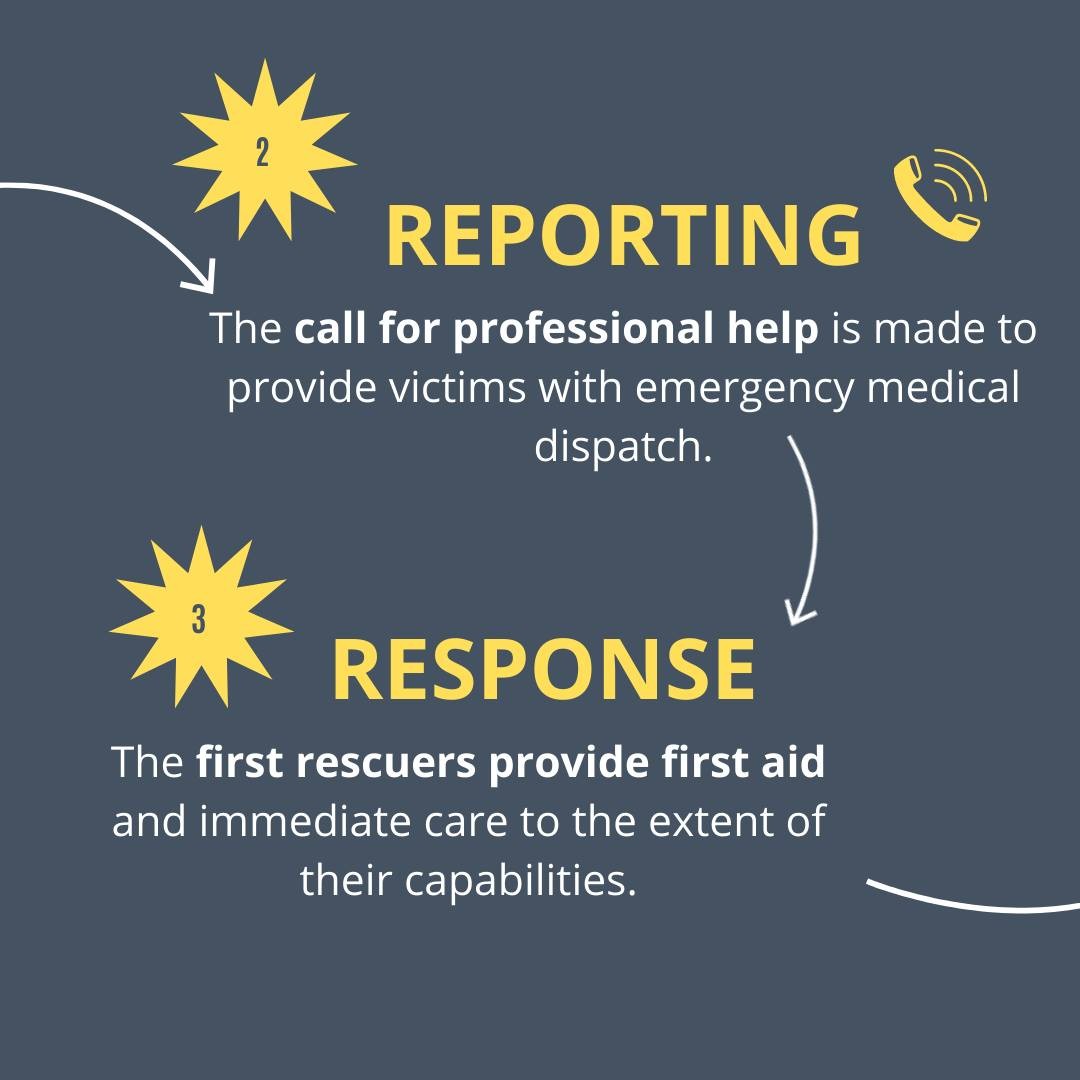 2
REPORTING
The call for professional help is made to
provide victims with emergency medical
dispatch.
3
RESPONSE
The first rescuers provide first aid
and immediate care to the extent of
their capabilities.